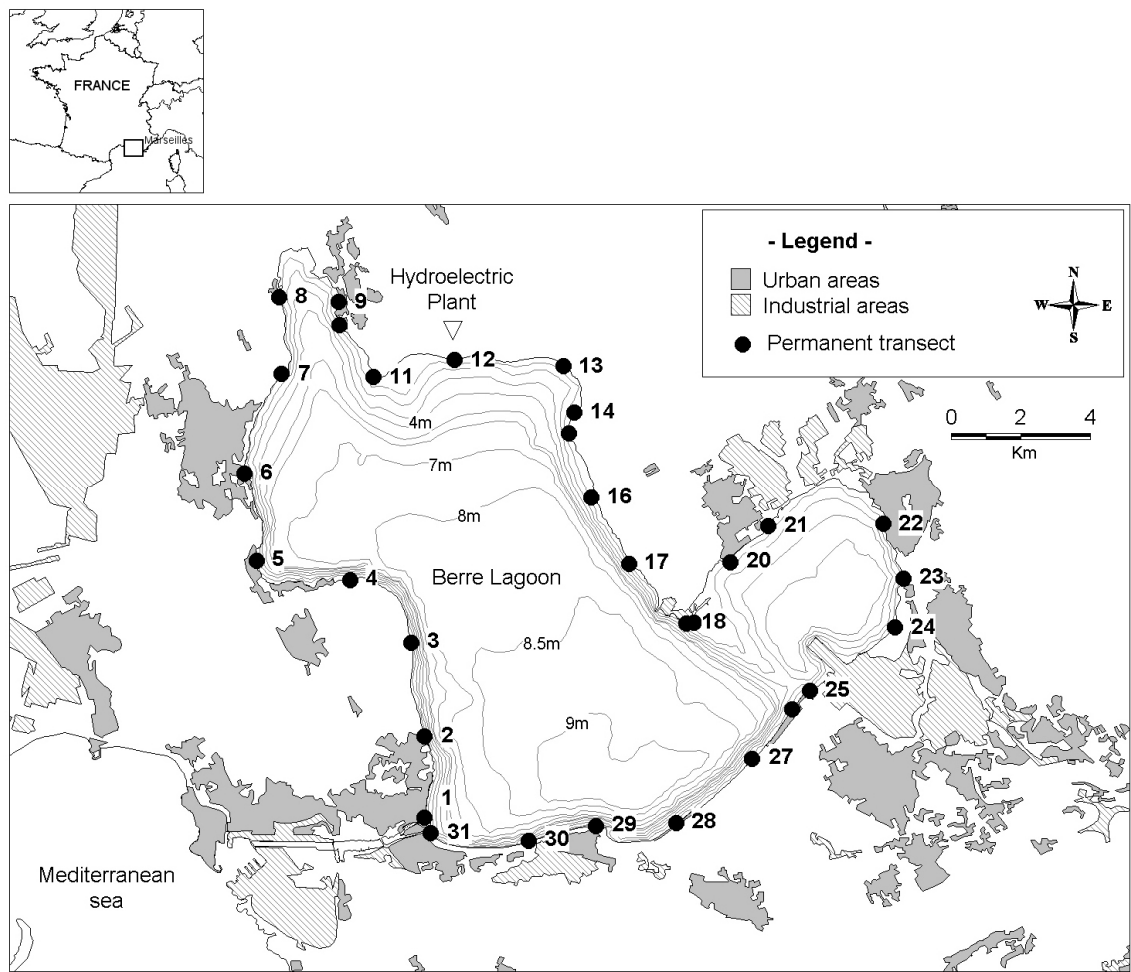 FRANCE
Marseilles
- Legend -
Urban areas
Industrial areas
Permanent transect
N
W E
S
0 2 4
Km
Hydroelectric
Plant
8
9
7
11
12
13
14
4m
7m
6
16
8m
21
22
5
4
Berre Lagoon
17
20
23
18
24
3
8.5m
25
2
9m
27
1
31
30
29
28
Mediterranean
sea